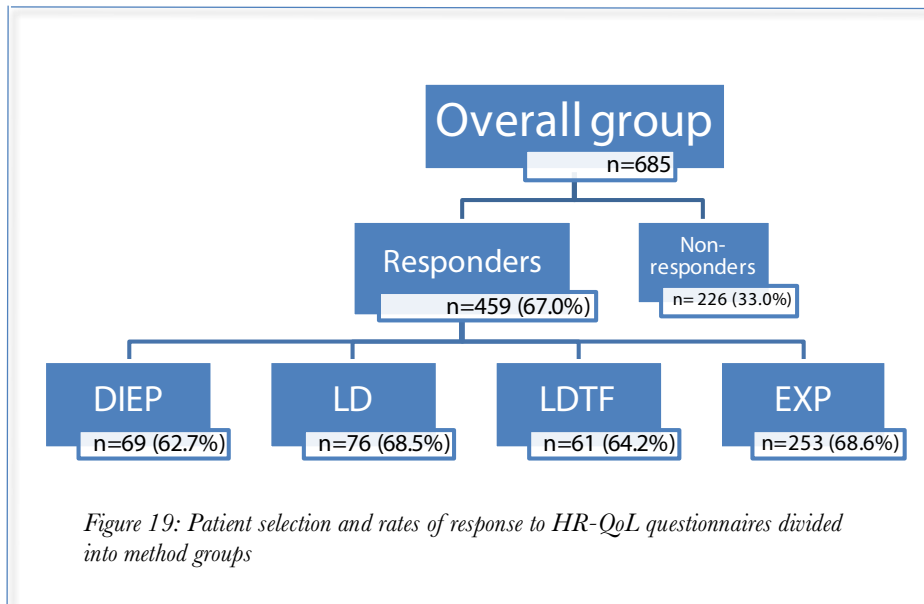 Overall group
n=685
Responders
n=459 (67.0%)
Non-
responders
n= 226 (33.0%)
DIEP
n=69 (62.7%)
LD
n=76 (68.5%)
LDTF
n=61 (64.2%)
EXP
n=253 (68.6%)
Figure 19: Patient selection and rates of response to HR-QoL questionnaires divided
into method groups